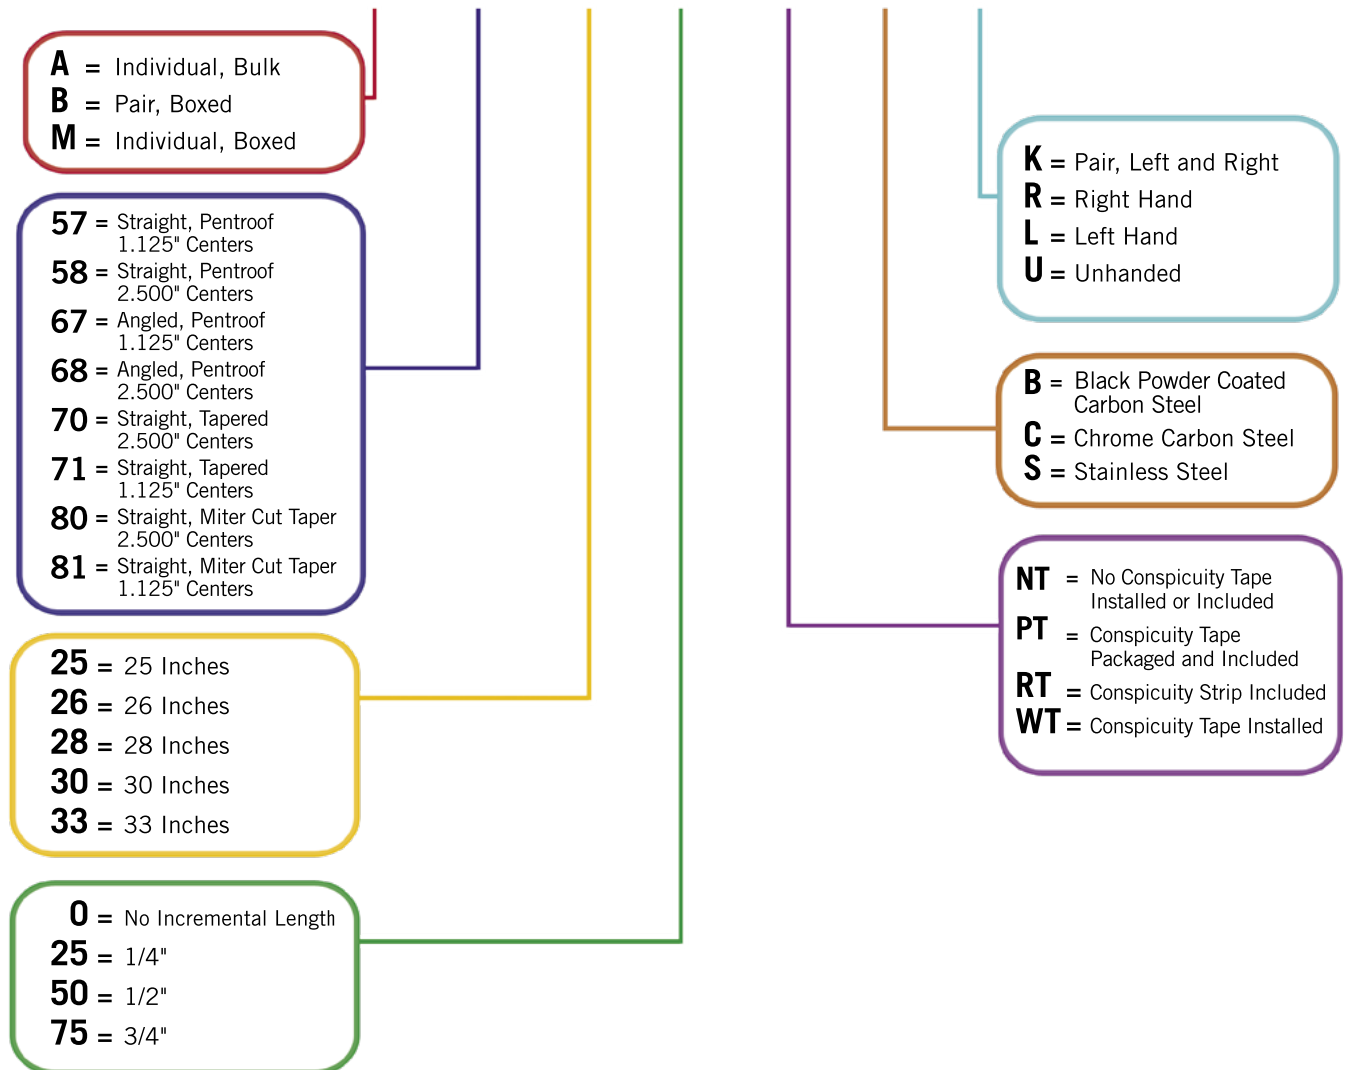 A = Individual, Bulk
B = Pair, Boxed
M = Individual, Boxed
57 = Straight, Pentroof
1.125" Centers
58 = Straight, Pentroof
2.500" Centers
67 = Angled, Pentroof
1.125" Centers
68 = Angled, Pentroof
2.500" Centers
70 = Straight, Tapered
2.500" Centers
71 = Straight, Tapered
1.125" Centers
80 = Straight, Miter Cut Taper
2.500" Centers
81 = Straight, Miter Cut Taper
1.125" Centers
25 = 25 Inches
26 = 26 Inches
28 = 28 Inches
30 = 30 Inches
33 = 33 Inches
0 = No Incremental Length
25 = 1/4"
50 = 1/2"
75 = 3/4"
K = Pair, Left and Right
R = Right Hand
L = Left Hand
U = Unhanded
B = Black Powder Coated
Carbon Steel
C = Chrome Carbon Steel
S = Stainless Steel
NT = No Conspicuity Tape
Installed or Included
PT = Conspicuity Tape
Packaged and Included
RT = Conspicuity Strip Included
WT = Conspicuity Tape Installed